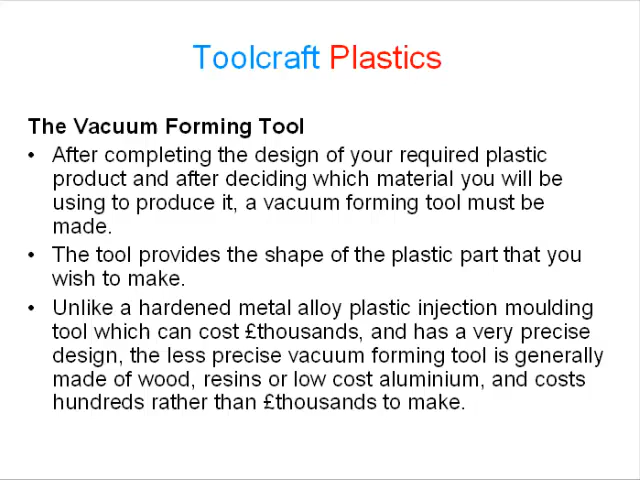 Toolcraft Plastics
The Vacuum Forming Tool
• After completing the design of your required plastic
product and after deciding which material you will be
using to produce it, a vacuum forming tool must be
made.
• The tool provides the shape of the plastic part that you
wish to make.
• Unlike a hardened metal alloy plastic injection moulding
tool which can cost £thousands, and has a very precise
design, the less precise vacuum forming tool is generally
made of wood, resins or low cost aluminium, and costs
hundreds rather than £thousands to make.